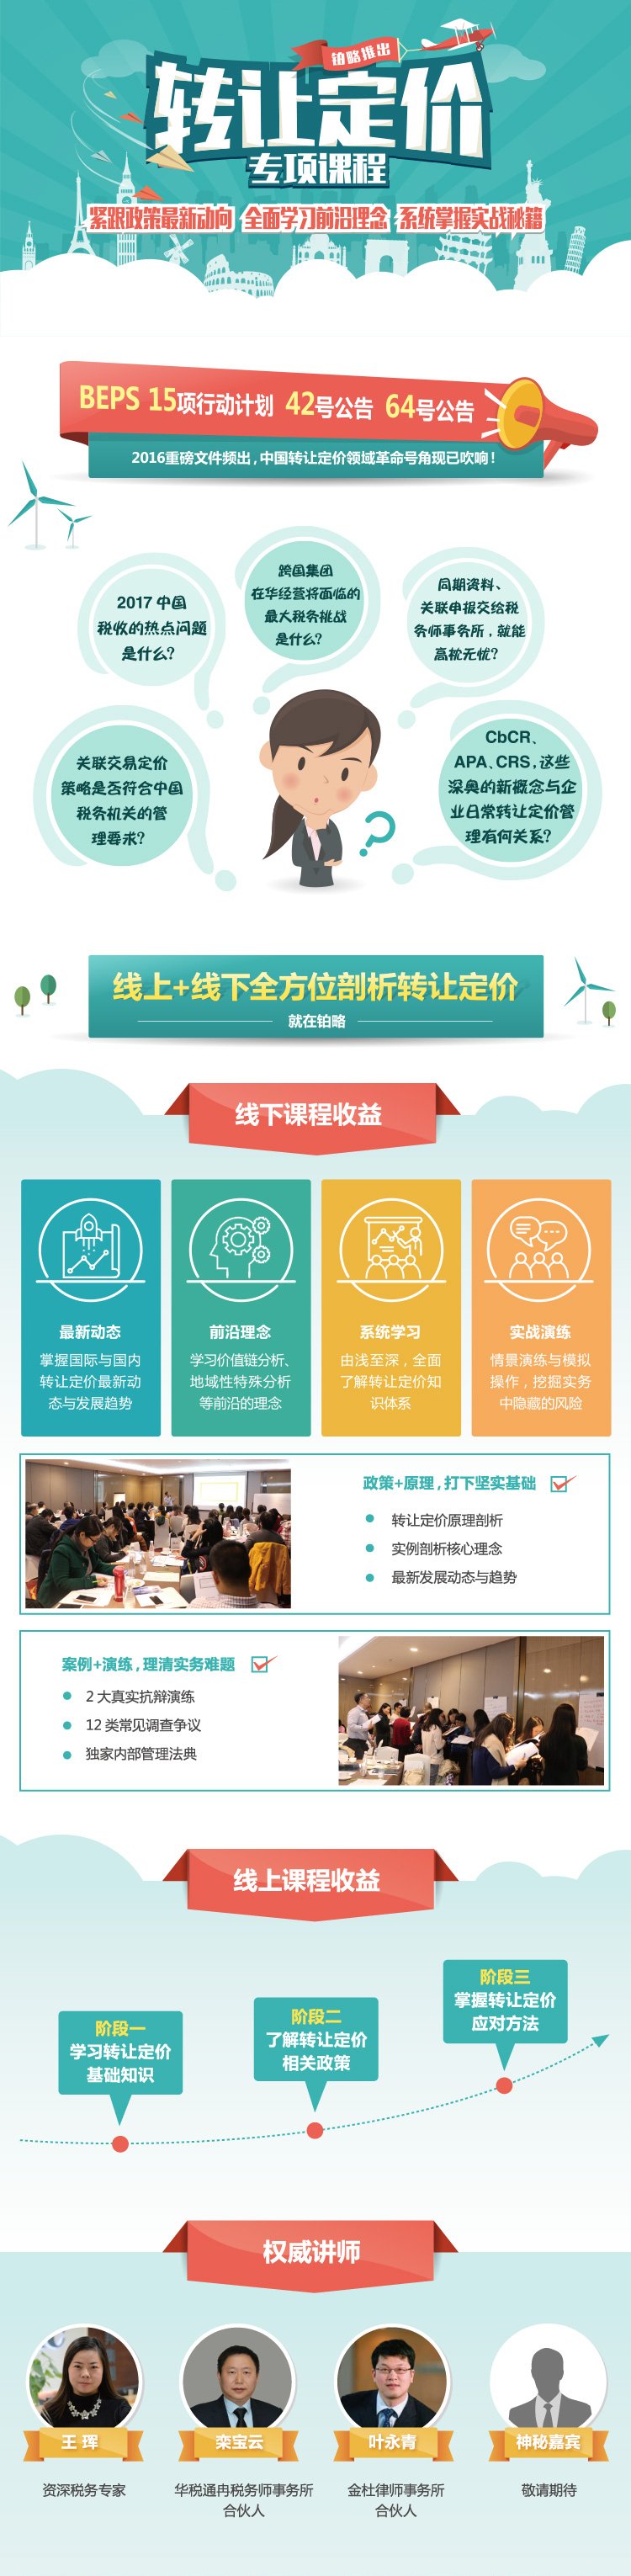 铂略推出
转让定价
专项课程
紧跟政策最新动向 全面学习前沿理念 系统掌握实战秘籍
BEPS 15项行动计划 42号公告 64号公告
2016重磅文件频出,中国转让定价领域革命号角现已吹响!
2017 中国
税收的热点问题
是什么?
跨国集团
在华经营将面临的
最大税务挑战
是什么?
同期资料、
关联申报交给税
务师事务所,就能
高枕无忧?
关联交易定价
策略是否符合中国
税务机关的管
理要求?
CbCR、
APA、CRS,这些
深奥的新概念与企
业日常转让定价管
理有何关系?
线上+线下全方位剖析转让定价
就在铂略
线下课程收益
最新动态
掌握国际与国内
转让定价最新动
态与发展趋势
前沿理念
学习价值链分析、
地域性特殊分析
等前沿的理念
系统学习
由浅至深,全面
了解转让定价知
识体系
实战演练
情景演练与模拟
操作,挖掘实务
中隐藏的风险
政策+原理,打下坚实基础
转让定价原理剖析
实例剖析核心理念
最新发展动态与趋势
案例+演练,理清实务难题
2 大真实抗辩演练
12 类常见调查争议
独家内部管理法典
线上课程收益
阶段一
学习转让定价
基础知识
阶段二
了解转让定价
相关政策
阶段三
掌握转让定价
应对方法
权威讲师
王 珲
资深税务专家
栾宝云
华税通冉税务师事务所
合伙人
叶永青
金杜律师事务所
合伙人
神秘嘉宾
敬请期待